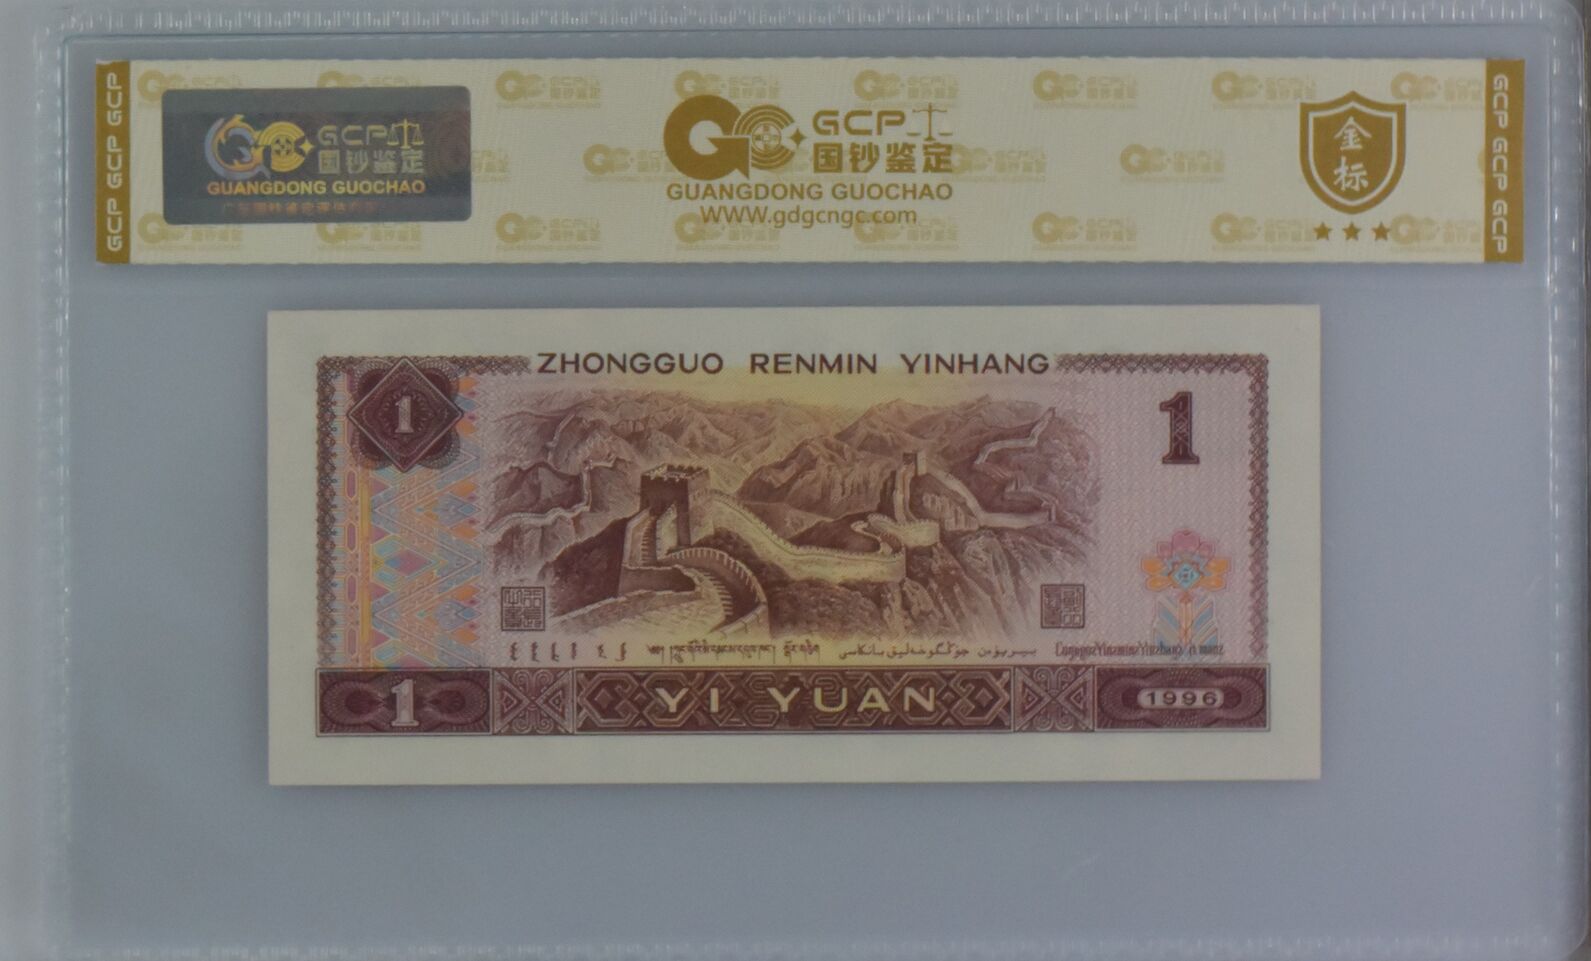 GCP GCP GCP
GCP
国钞鉴定
GUANGDONG GUOCHAO
GCP
国钞鉴定
GUANGDONG GUOCHAO
WWW.gdgcngc.com
金
标
GCP GCP GCP
ZHONGGUO RENMIN YINHANG
1
1
1
YI YUAN
1996